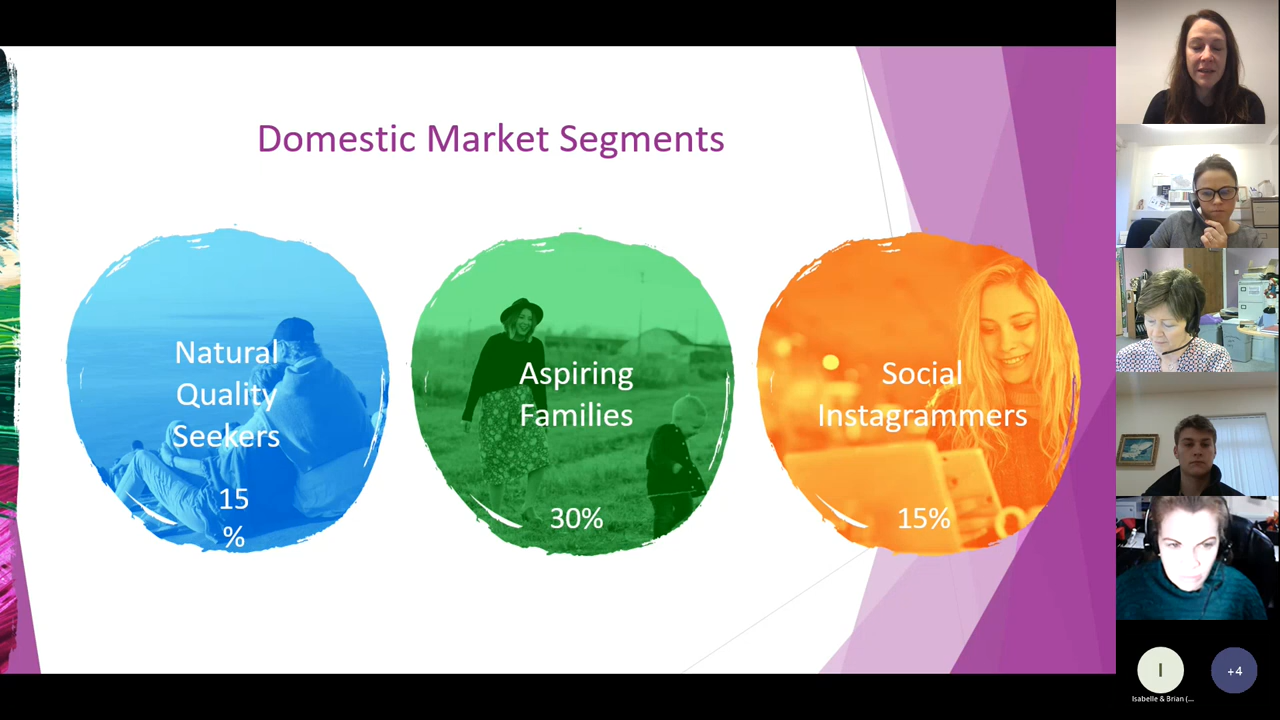 Domestic Market Segments
Natural
Quality
Seekers
15
%
Aspiring
Families
30%
Social
Instagrammers
15%
I
Isabelle & Brian (...
+4